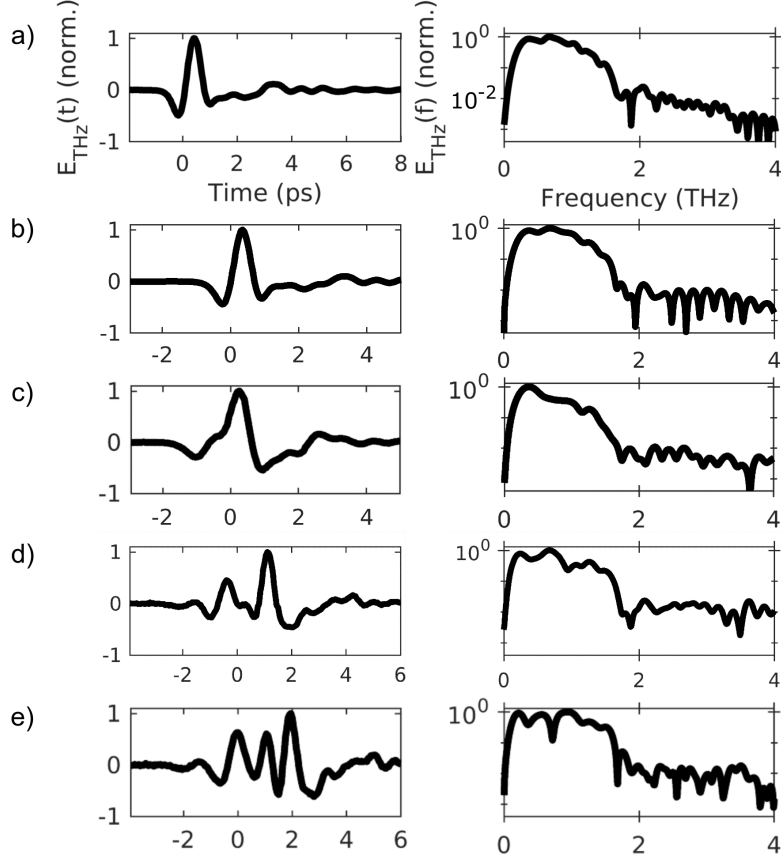 a)
E_THz(t) (norm.)
1
0
-1
0 2 4 6 8
Time (ps)
E_THz(f) (norm.)
10^0
10^-2
0 2 4
Frequency (THz)
b)
1
0
-1
-2 0 2 4
10^0
0 2 4
c)
1
0
-1
-2 0 2 4
10^0
0 2 4
d)
1
0
-1
-2 0 2 4 6
10^0
0 2 4
e)
1
0
-1
-2 0 2 4 6
10^0
0 2 4